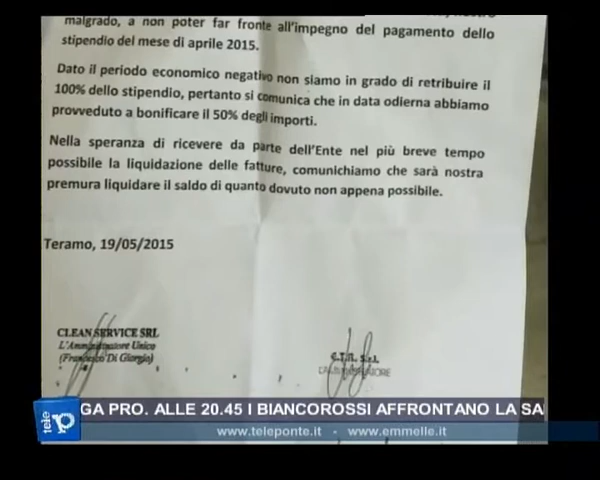 malgrado, a non poter far fronte all'impegno del pagamento dello
stipendio del mese di aprile 2015.
Dato il periodo economico negativo non siamo in grado di retribuire il
100% dello stipendio, pertanto si comunica che in data odierna abbiamo
provveduto a bonificare il 50% degli importi.
Nella speranza di ricevere da parte dell'Ente nel più breve tempo
possibile la liquidazione delle fatture, comunichiamo che sarà nostra
premura liquidare il saldo di quanto dovuto non appena possibile.
Teramo, 19/05/2015
CLEAN SERVICE SRL
L'Amministratore Unico
(Francesco Di Giorgio)
S.r.l.
L'AMMINISTRATORE
tele p
GA PRO. ALLE 20.45 I BIANCOROSSI AFFRONTANO LA SA
www.teleponte.it - www.emmelle.it